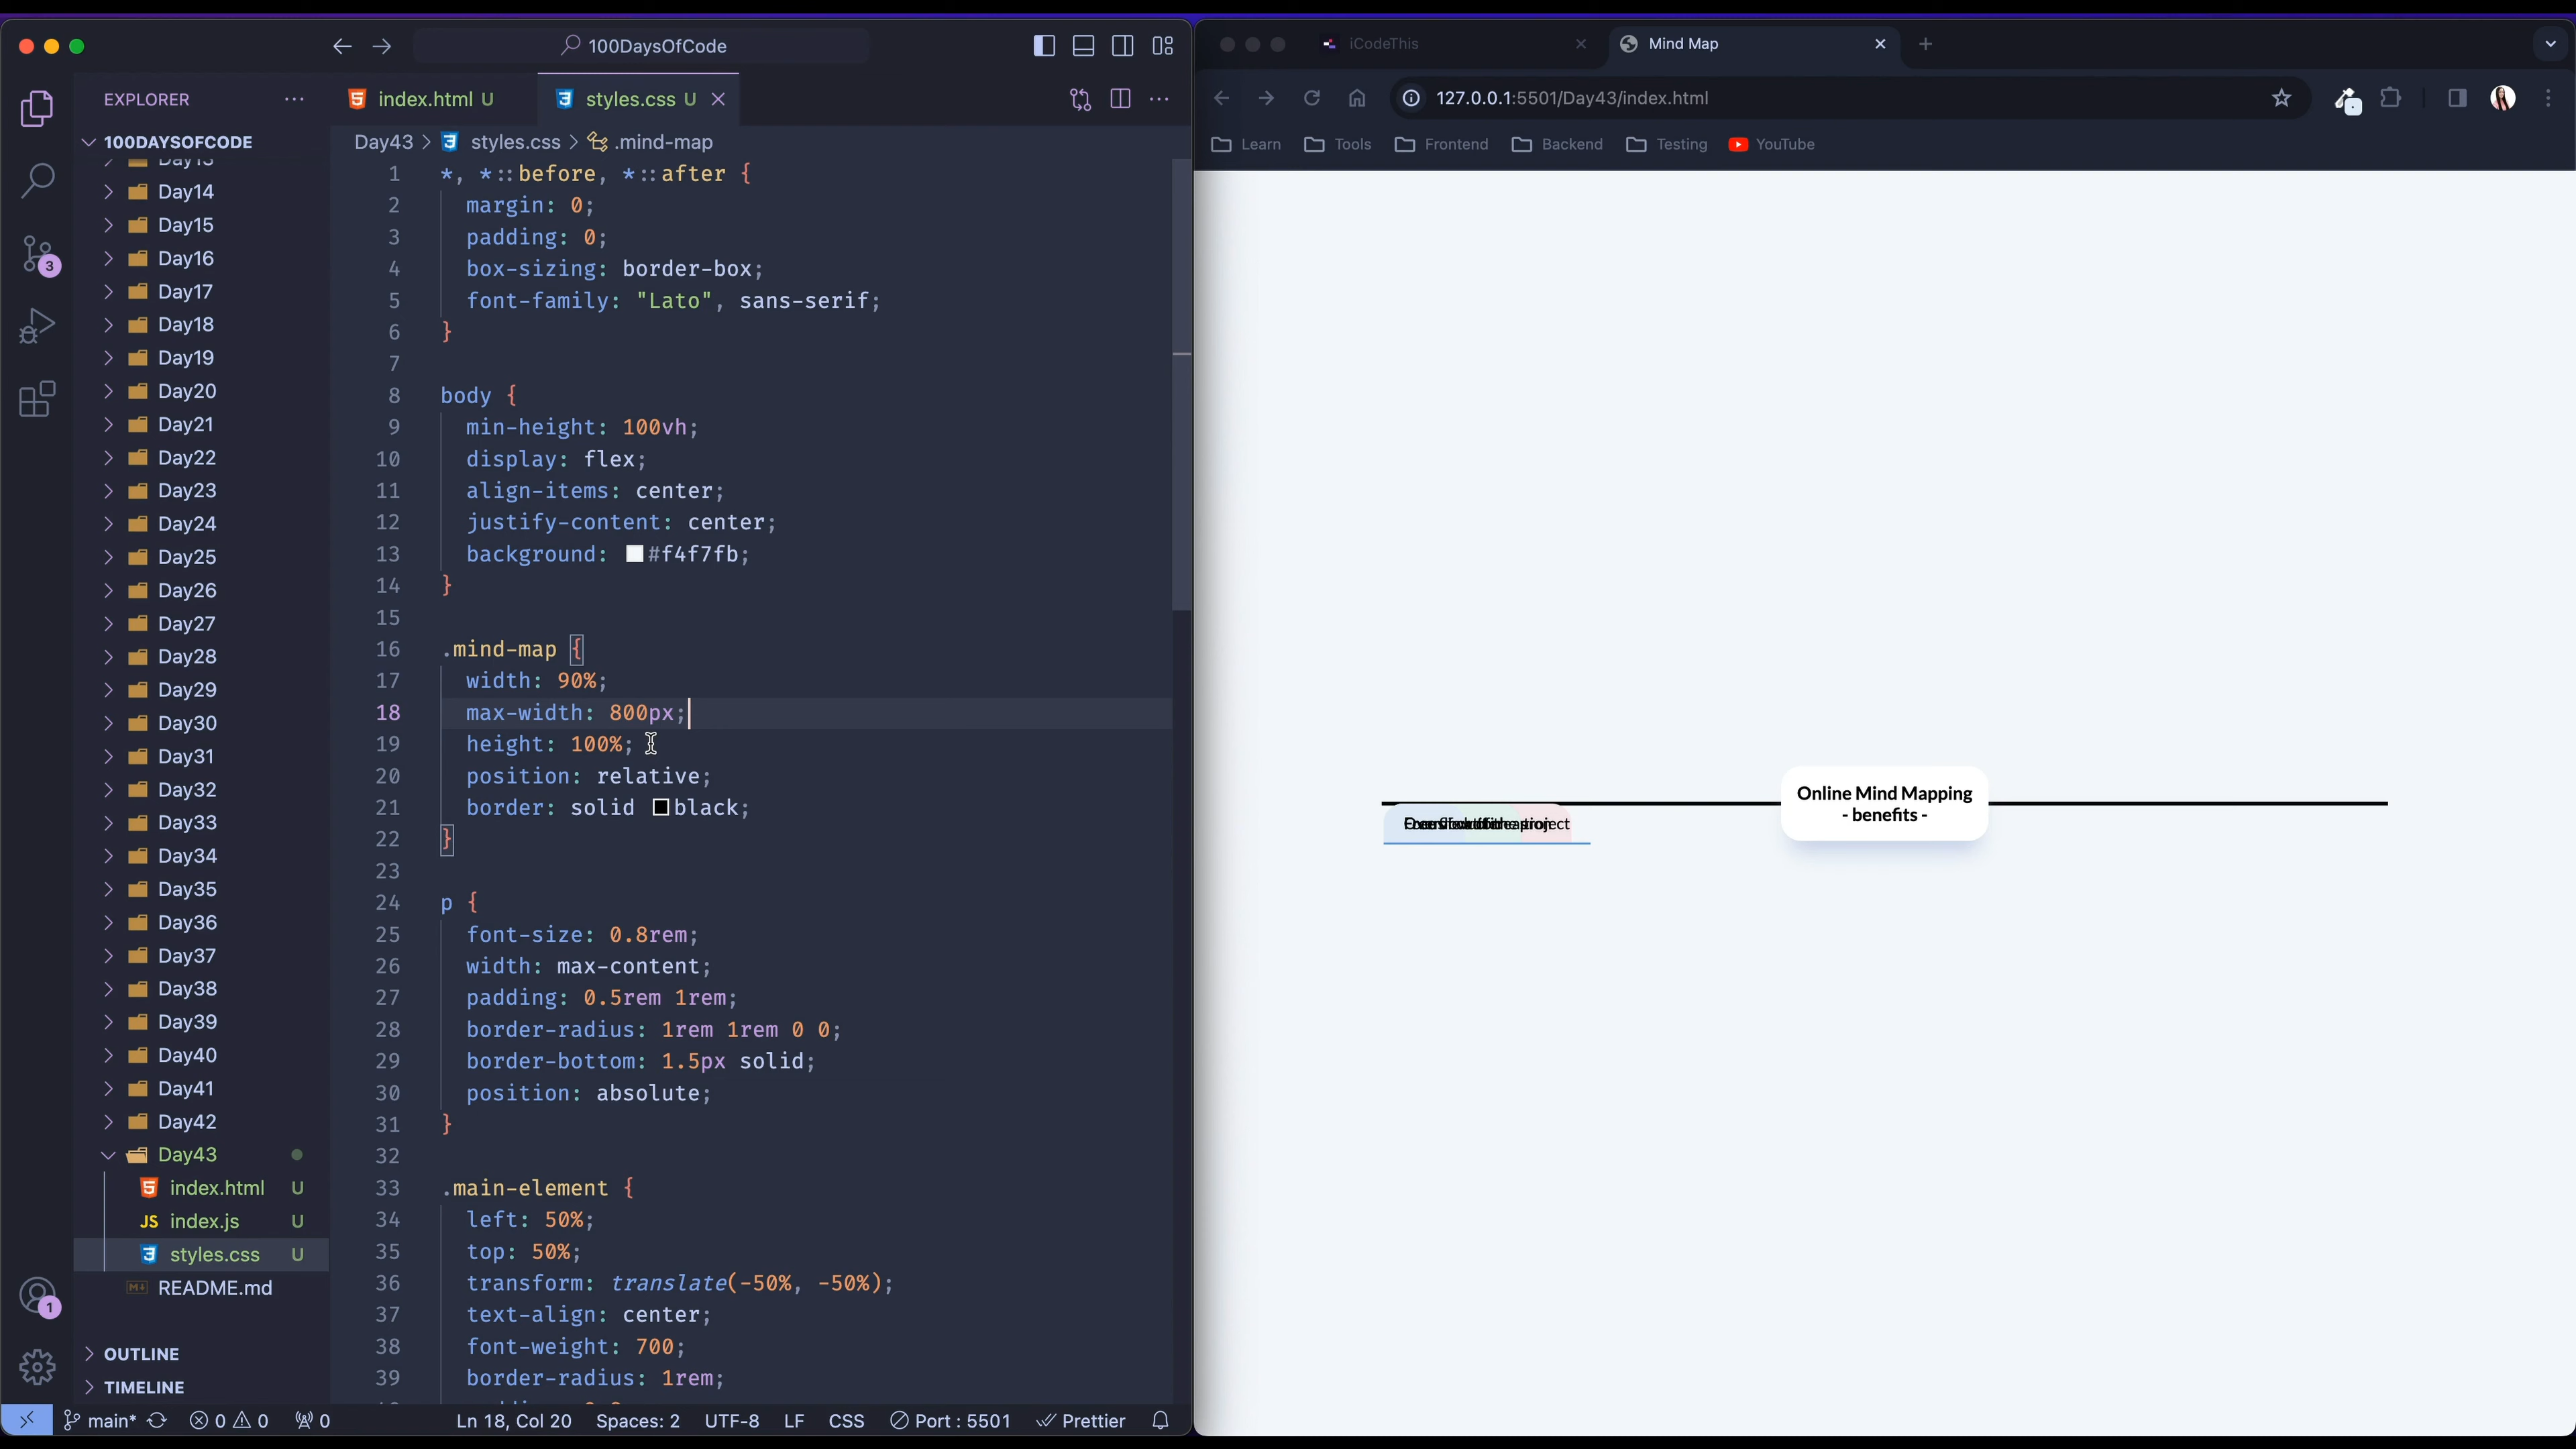 100DaysOfCode
EXPLORER
100DAYSOFCODE
Day13
Day14
Day15
Day16
Day17
Day18
Day19
Day20
Day21
Day22
Day23
Day24
Day25
Day26
Day27
Day28
Day29
Day30
Day31
Day32
Day33
Day34
Day35
Day36
Day37
Day38
Day39
Day40
Day41
Day42
Day43
index.html U
JS index.js U
styles.css U
README.md
OUTLINE
TIMELINE
3
1
index.html U
styles.css U
Day43 > styles.css > .mind-map
1 *, *::before, *::after {
2 margin: 0;
3 padding: 0;
4 box-sizing: border-box;
5 font-family: "Lato", sans-serif;
6 }
7
8 body {
9 min-height: 100vh;
10 display: flex;
11 align-items: center;
12 justify-content: center;
13 background: #f4f7fb;
14 }
15
16 .mind-map {
17 width: 90%;
18 max-width: 800px;
19 height: 100%;
20 position: relative;
21 border: solid black;
22 }
23
24 p {
25 font-size: 0.8rem;
26 width: max-content;
27 padding: 0.5rem 1rem;
28 border-radius: 1rem 1rem 0 0;
29 border-bottom: 1.5px solid;
30 position: absolute;
31 }
32
33 .main-element {
34 left: 50%;
35 top: 50%;
36 transform: translate(-50%, -50%);
37 text-align: center;
38 font-weight: 700;
39 border-radius: 1rem;
main* 0 0 0 Ln 18, Col 20 Spaces: 2 UTF-8 LF CSS Port : 5501 Prettier
iCodeThis
Mind Map
127.0.0.1:5501/Day43/index.html
Learn Tools Frontend Backend Testing YouTube
Online Mind Mapping
- benefits -